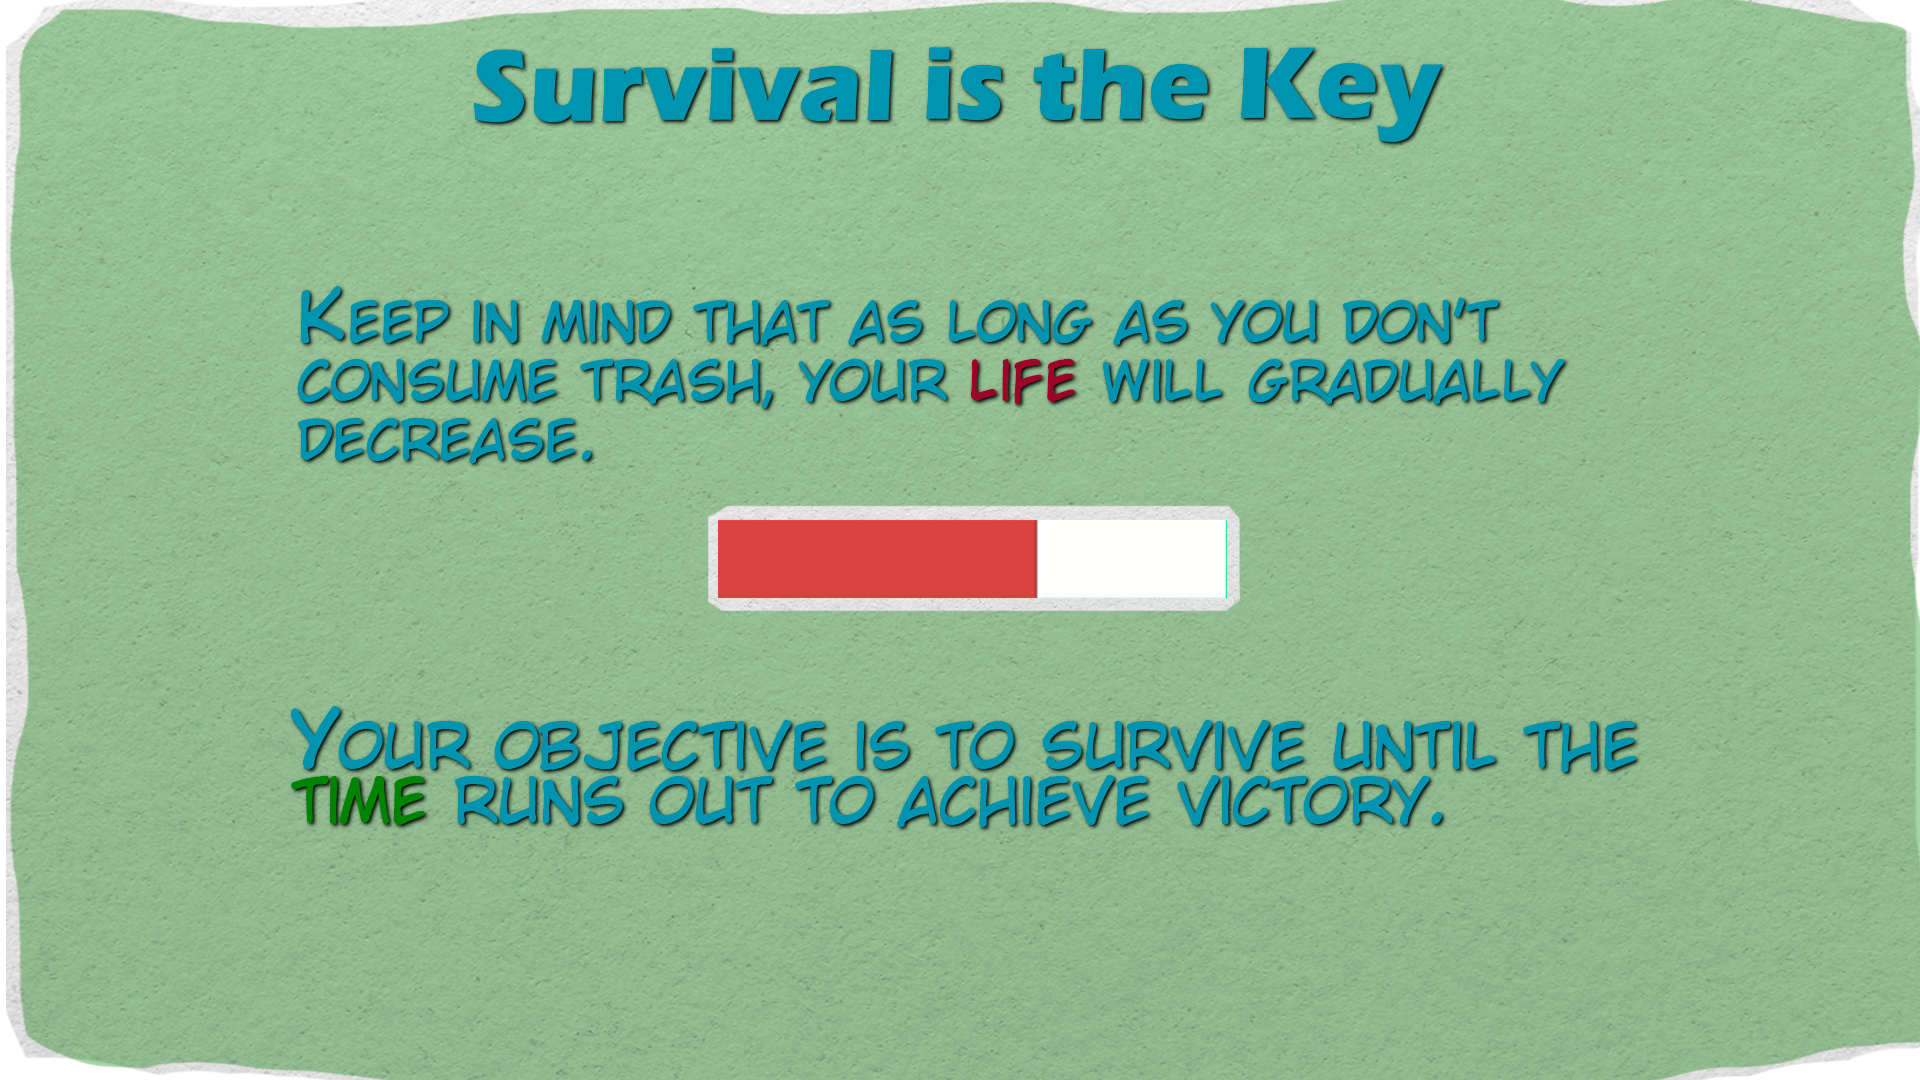 Survival is the Key
Keep in mind that as long as you don't
consume trash, your life will gradually
decrease.
Your objective is to survive until the
time runs out to achieve victory.